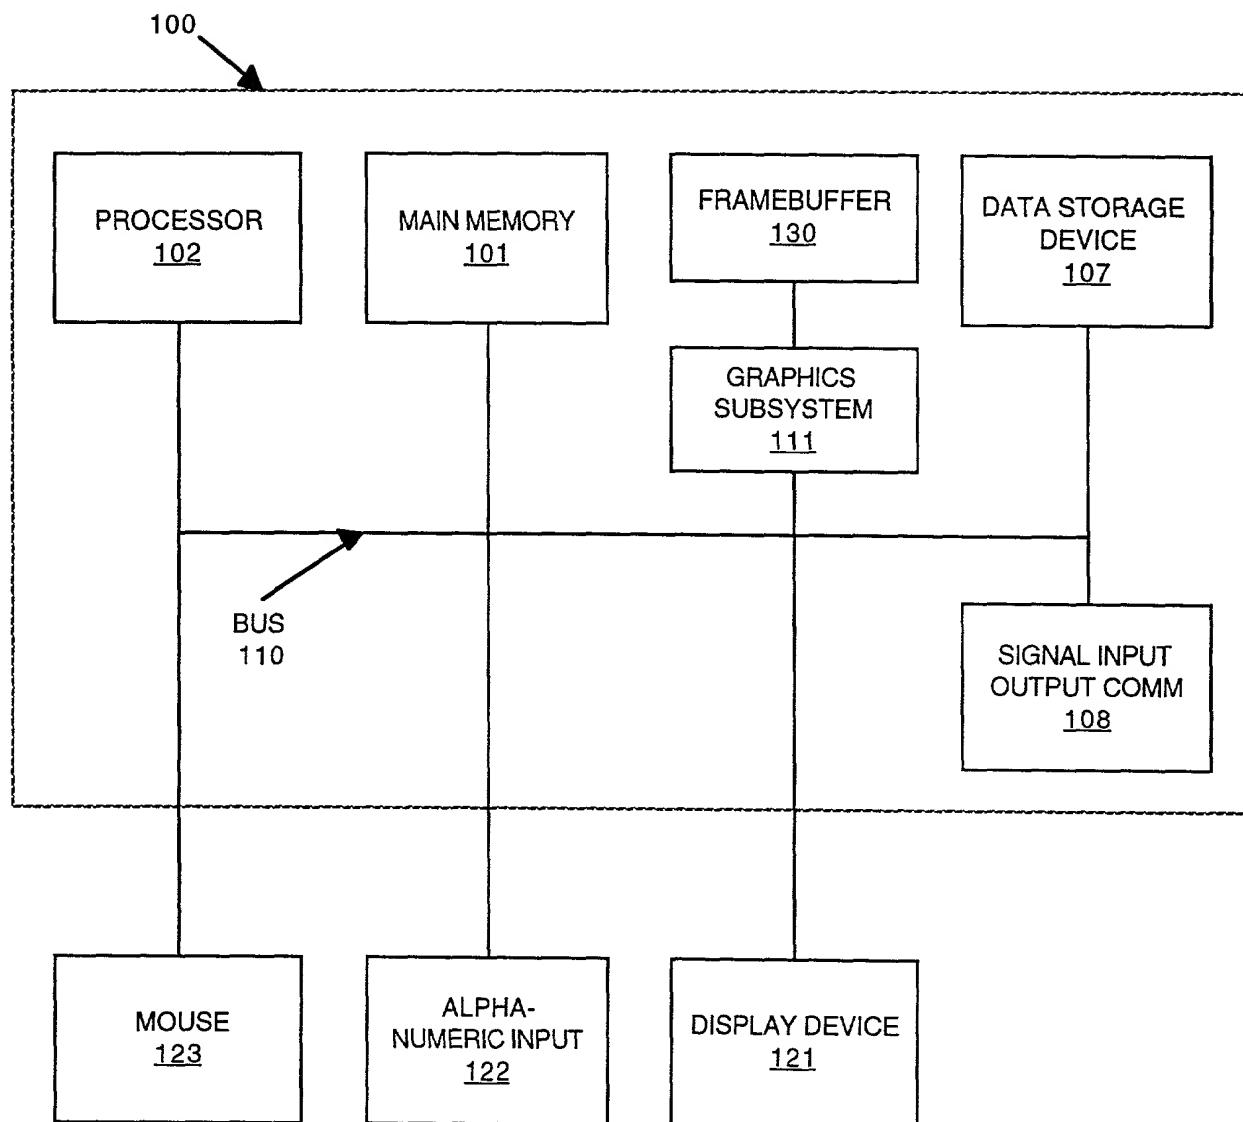 100
PROCESSOR
102
MAIN MEMORY
101
FRAMEBUFFER
130
DATA STORAGE
DEVICE
107
GRAPHICS
SUBSYSTEM
111
BUS
110
SIGNAL INPUT
OUTPUT COMM
108
MOUSE
123
ALPHA-
NUMERIC INPUT
122
DISPLAY DEVICE
121